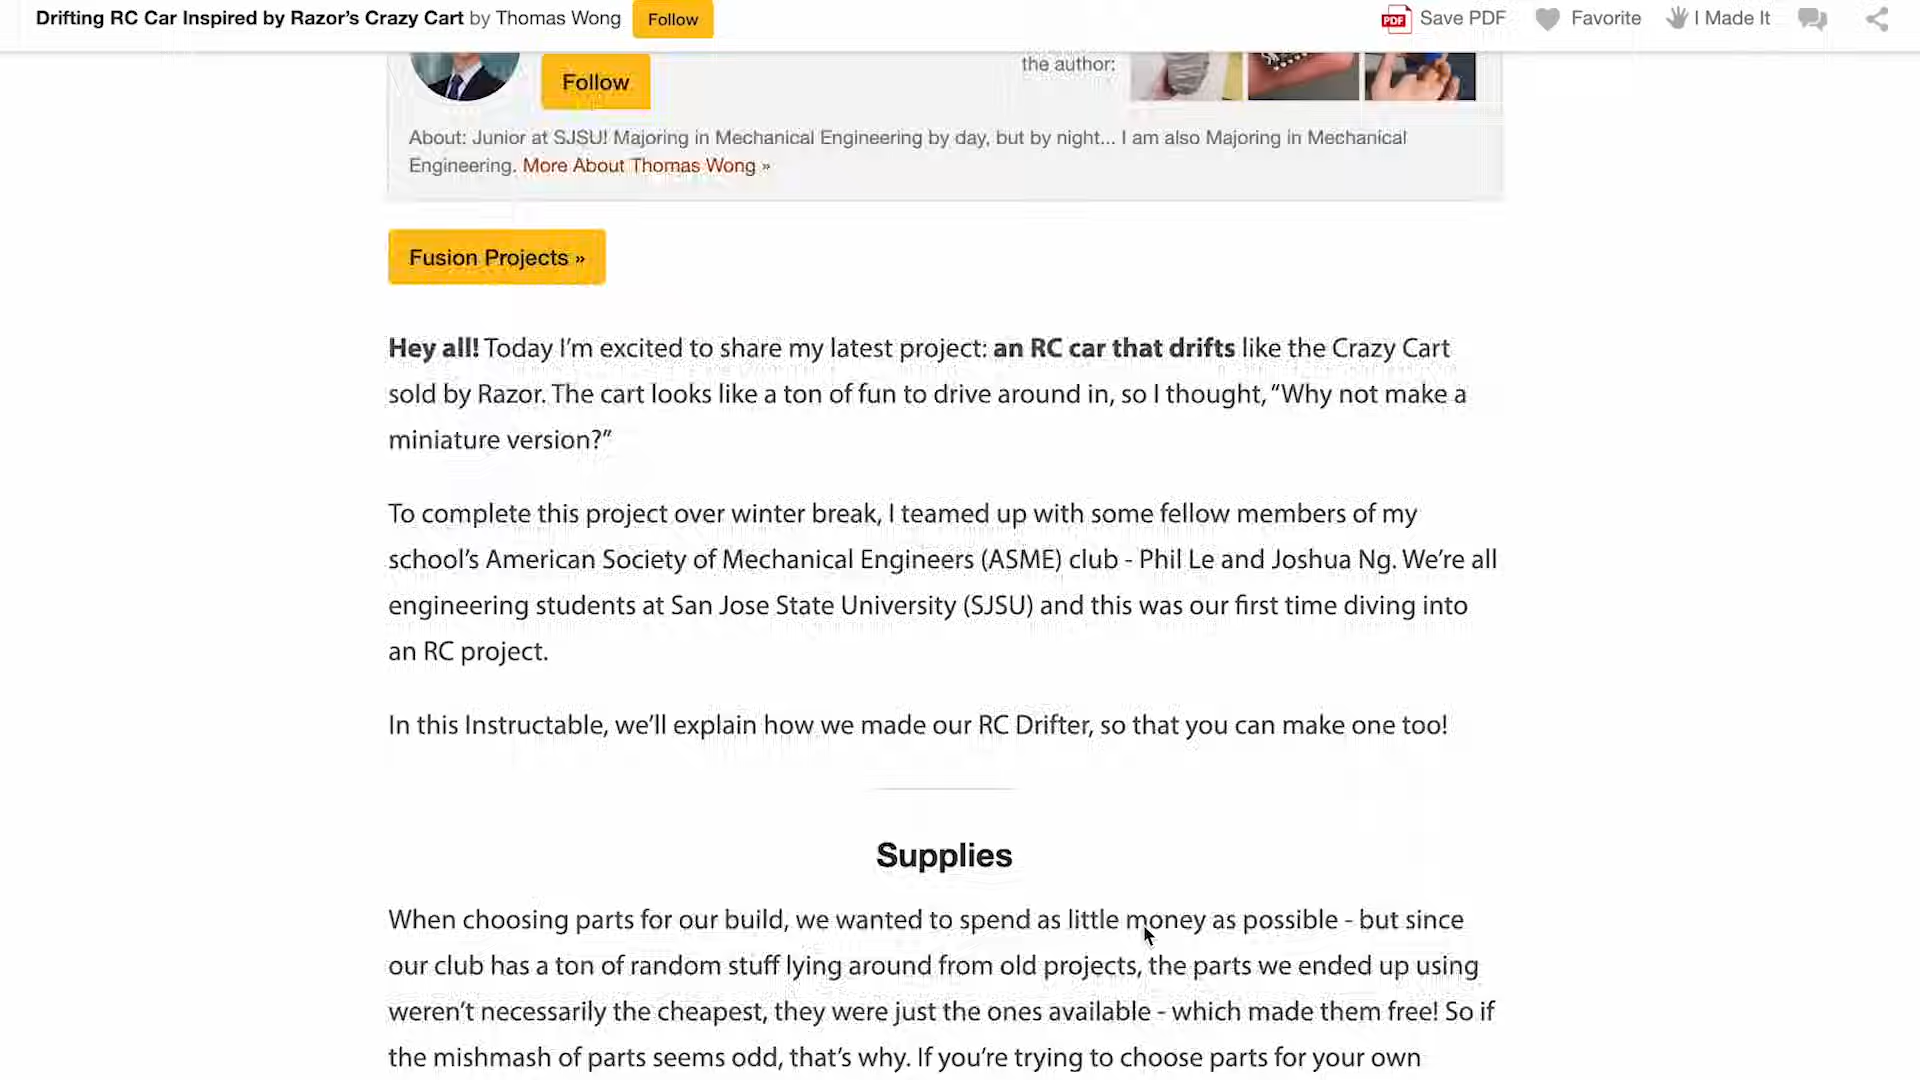 Drifting RC Car Inspired by Razor's Crazy Cart by Thomas Wong Follow PDF Save PDF Favorite I Made It
the author:
Follow
About: Junior at SJSU! Majoring in Mechanical Engineering by day, but by night... I am also Majoring in Mechanical
Engineering. More About Thomas Wong »
Fusion Projects »
Hey all! Today I’m excited to share my latest project: an RC car that drifts like the Crazy Cart
sold by Razor. The cart looks like a ton of fun to drive around in, so I thought, “Why not make a
miniature version?”
To complete this project over winter break, I teamed up with some fellow members of my
school’s American Society of Mechanical Engineers (ASME) club - Phil Le and Joshua Ng. We’re all
engineering students at San Jose State University (SJSU) and this was our first time diving into
an RC project.
In this Instructable, we’ll explain how we made our RC Drifter, so that you can make one too!
Supplies
When choosing parts for our build, we wanted to spend as little money as possible - but since
our club has a ton of random stuff lying around from old projects, the parts we ended up using
weren’t necessarily the cheapest, they were just the ones available - which made them free! So if
the mishmash of parts seems odd, that’s why. If you’re trying to choose parts for your own